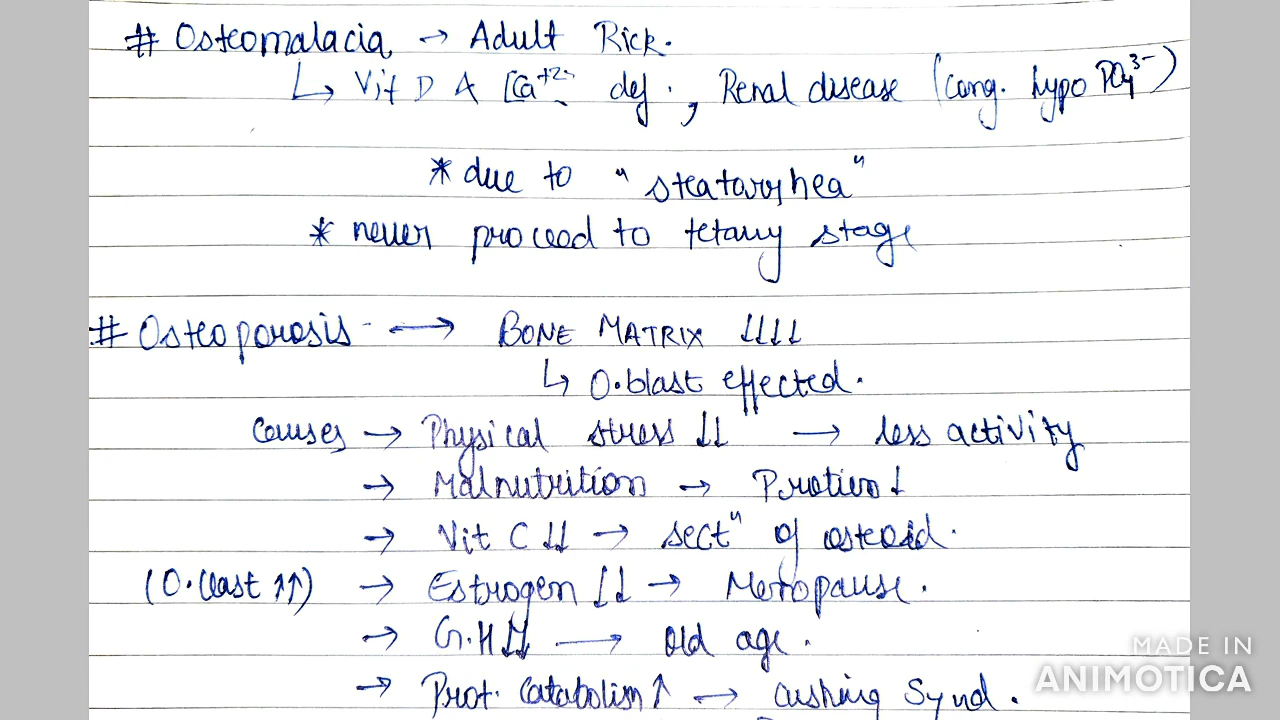 # Osteomalacia → Adult Rick.
↳ Vit D A [Ca+2 def., Renal disease (cong. hypo PO4 3-)
* due to "steatorrhea"
* never proceed to tetany stage
# Osteoporosis ⟷ BONE MATRIX ↓↓↓↓
↳ O.blast effected.
Causes → Physical stress ↓↓ → less activity
→ Malnutrition → Protien ↓
→ Vit C ↓↓ → sectⁿ of osteoid.
(O.clast ↑↑) → Estrogen ↓↓ → Menopause.
→ G.H ↓↓ → old age.
→ Prot. catabolism ↑ → cushing Synd.
MADE IN
ANIMOTICA